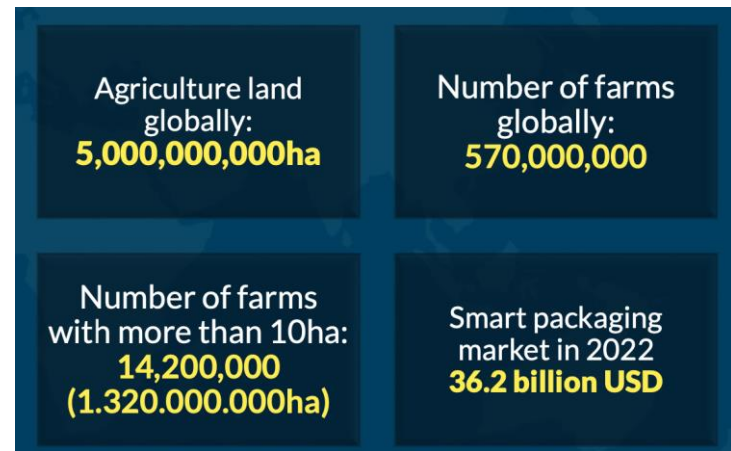 Agriculture land
globally:
5,000,000,000ha
Number of farms
globally:
570,000,000
Number of farms
with more than 10ha:
14,200,000
(1.320.000.000ha)
Smart packaging
market in 2022
36.2 billion USD